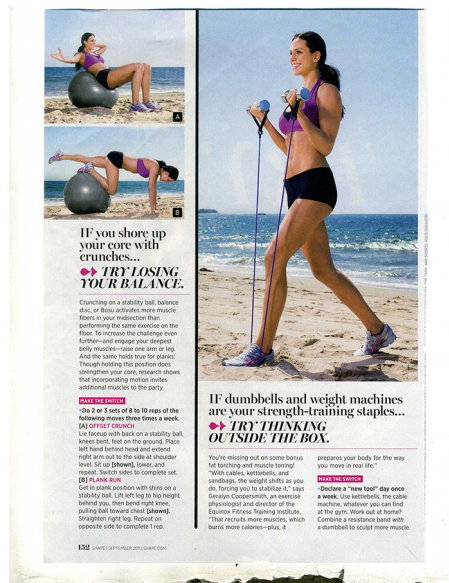 A
B
IF you shore up
your core with
crunches...
TRY LOSING
YOUR BALANCE.
Crunching on a stability ball, balance
disc, or Bosu activates more muscle
fibers in your midsection than
performing the same exercise on the
floor. To increase the challenge even
further—and engage your deepest
belly muscles—raise one arm or leg.
And the same holds true for planks:
Though holding this position does
strengthen your core, research shows
that incorporating motion invites
additional muscles to the party.
MAKE THE SWITCH
•Do 2 or 3 sets of 8 to 10 reps of the
following moves three times a week.
[A] OFFSET CRUNCH
Lie faceup with back on a stability ball,
knees bent, feet on the ground. Place
left hand behind head and extend
right arm out to the side at shoulder
level. Sit up [shown], lower, and
repeat. Switch sides to complete set.
[B] PLANK RUN
Get in plank position with shins on a
stability ball. Lift left leg to hip height
behind you, then bend right knee,
pulling ball toward chest [shown].
Straighten right leg. Repeat on
opposite side to complete 1 rep.
IF dumbbells and weight machines
are your strength-training staples...
TRY THINKING
OUTSIDE THE BOX.
You're missing out on some bonus
fat torching and muscle toning!
"With cables, kettlebells, and
sandbags, the weight shifts as you
do, forcing you to stabilize it," says
Geralyn Coopersmith, an exercise
physiologist and director of the
Equinox Fitness Training Institute.
"That recruits more muscles, which
burns more calories—plus, it
prepares your body for the way
you move in real life."
MAKE THE SWITCH
•Declare a "new tool" day once
a week. Use kettlebells, the cable
machine, whatever you can find
at the gym. Work out at home?
Combine a resistance band with
a dumbbell to sculpt more muscle.
152 SHAPE | SEPTEMBER 2011 | SHAPE.COM